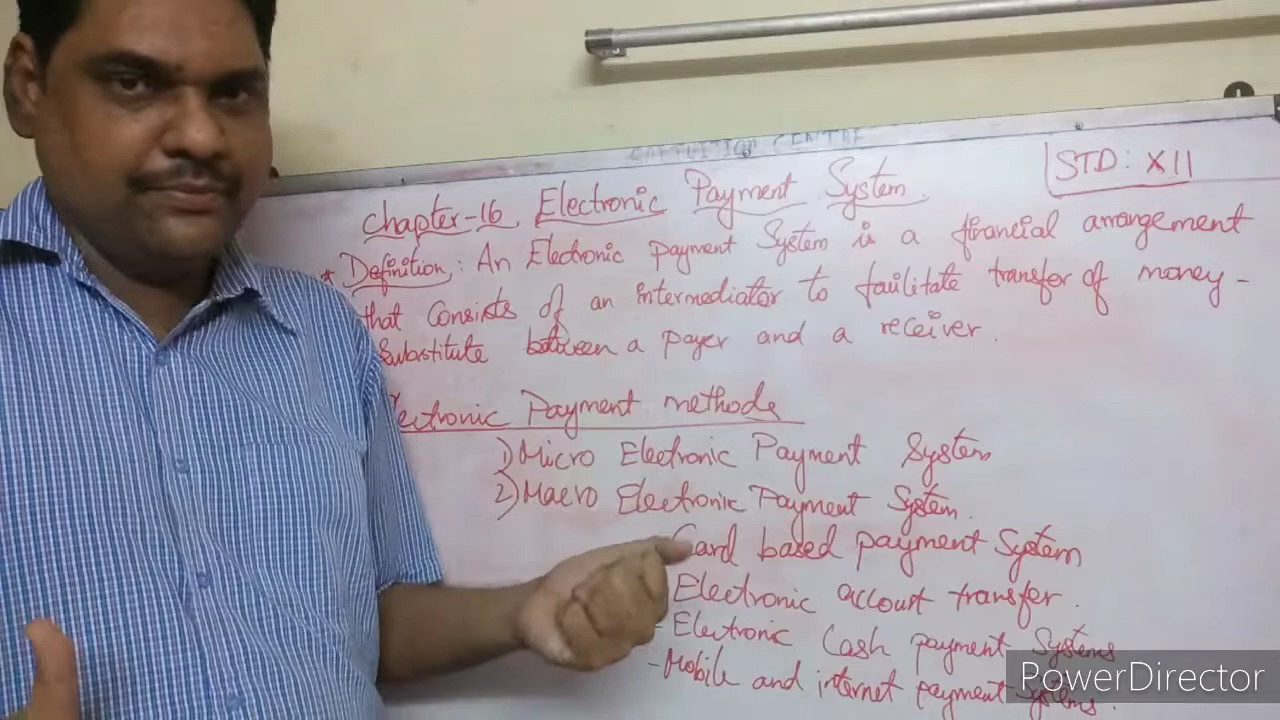 STD: XII
Chapter-16. Electronic Payment System.
* Definition: An Electronic payment System is a financial arrangement
that consists of an intermediator to failitate transfer of money -
Substitute between a payer and a receiver.
ectronic Payment methods
1) Micro Electronic Payment System
2) Macro Electronic Payment System.
Card based payment System
Electronic account transfer.
- Electronic Cash payment Systems
- Mobile and internet payment Systems.
PowerDirector